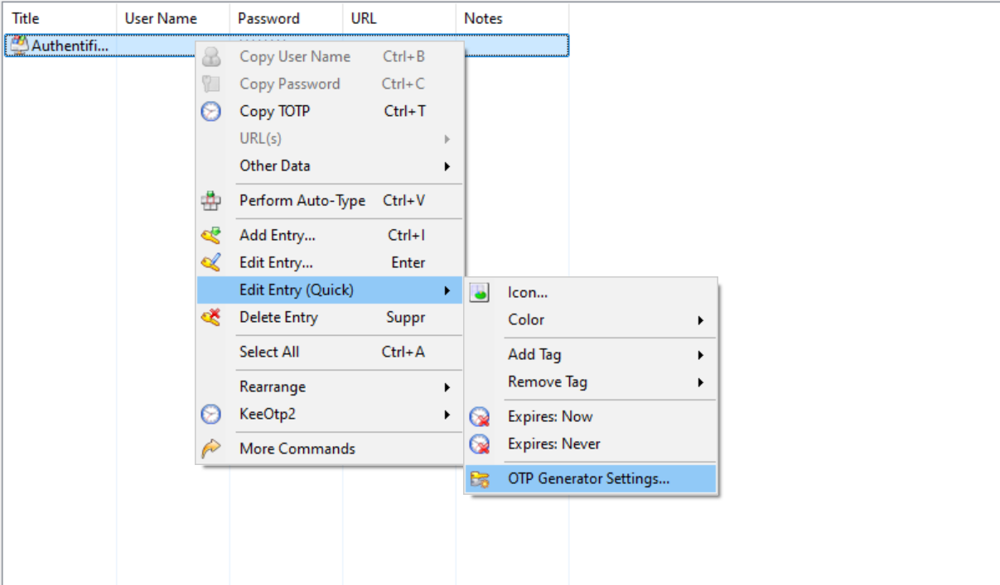 Title User Name Password URL Notes
Authentifi...
Copy User Name Ctrl+B
Copy Password Ctrl+C
Copy TOTP Ctrl+T
URL(s)
Other Data
Perform Auto-Type Ctrl+V
Add Entry... Ctrl+I
Edit Entry... Enter
Edit Entry (Quick)
Delete Entry Suppr
Select All Ctrl+A
Rearrange
KeeOtp2
More Commands
Icon...
Color
Add Tag
Remove Tag
Expires: Now
Expires: Never
OTP Generator Settings...